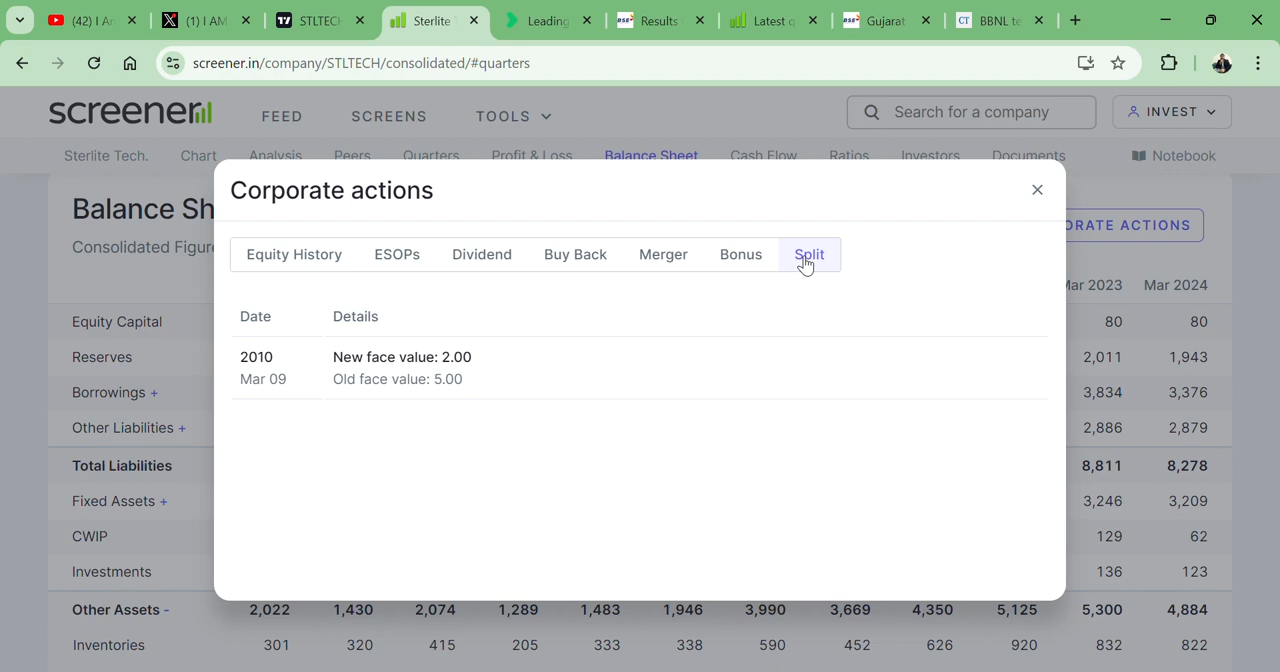 (42) I Ar
(1) I AM
STLTECH
Sterlite T
Leading
BSE Results
Latest q
BSE Gujarat
CT BBNL te
screener.in/company/STLTECH/consolidated/#quarters
screener
FEED
SCREENS
TOOLS
Search for a company
INVEST
Sterlite Tech. Chart Analysis Peers Quarters Profit & Loss Balance Sheet Cash Flow Ratios Investors Documents Notebook
Corporate actions
Balance Sh
Consolidated Figure
ORATE ACTIONS
Equity History ESOPs Dividend Buy Back Merger Bonus Split
Mar 2023 Mar 2024
Date Details
Equity Capital 80 80
2010 New face value: 2.00
Reserves 2,011 1,943
Mar 09 Old face value: 5.00
Borrowings + 3,834 3,376
Other Liabilities + 2,886 2,879
Total Liabilities 8,811 8,278
Fixed Assets + 3,246 3,209
CWIP 129 62
Investments 136 123
Other Assets - 2,022 1,430 2,074 1,289 1,483 1,946 3,990 3,669 4,350 5,125 5,300 4,884
Inventories 301 320 415 205 333 338 590 452 626 920 832 822